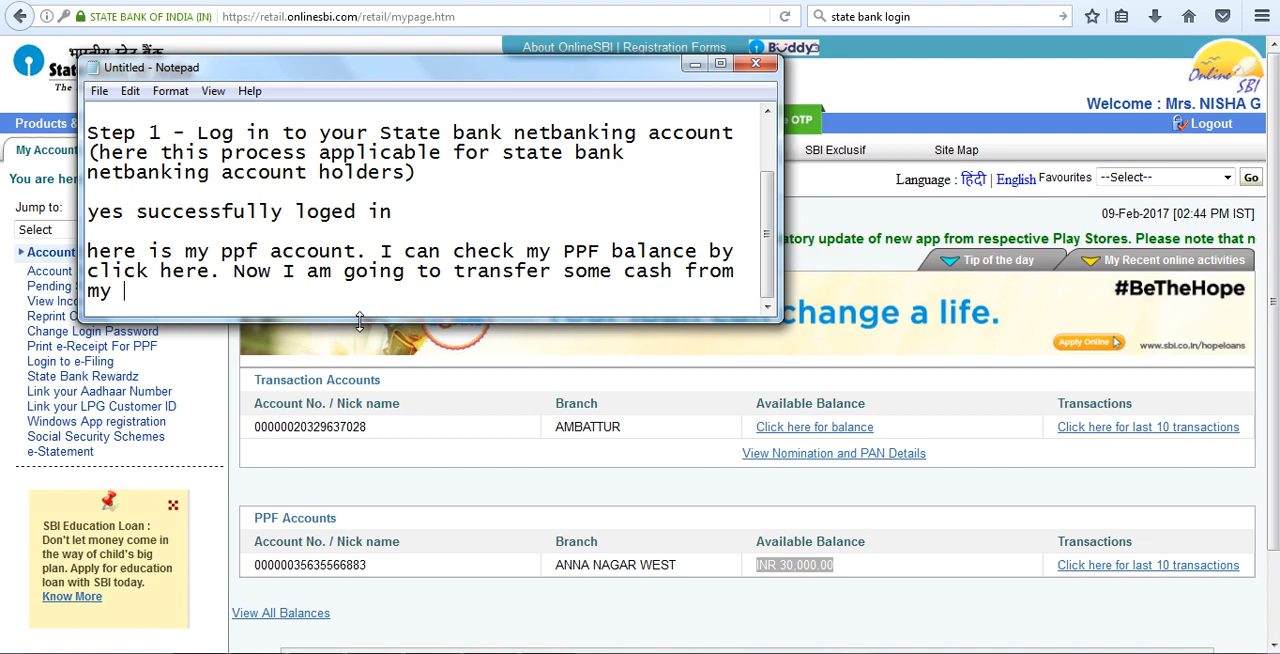 STATE BANK OF INDIA (IN)
https://retail.onlinesbi.com/retail/mypage.htm
state bank login
भारतीय स्टेट बैंक
State
The
About OnlineSBI | Registration Forms
Buddy
Online SBI
Welcome : Mrs. NISHA G
Products &
OTP
Logout
My Account
SBI Exclusif
Site Map
You are here
Language : हिंदी | English
Favourites
--Select--
Go
Untitled - Notepad
File Edit Format View Help
Step 1 - Log in to your State bank netbanking account
(here this process applicable for state bank
netbanking account holders)
yes successfully loged in
here is my ppf account. I can check my PPF balance by
click here. Now I am going to transfer some cash from
my
Jump to:
Select
09-Feb-2017 [02:44 PM IST]
atory update of new app from respective Play Stores. Please note that n
Tip of the day
My Recent online activities
Account
Account
Pending
View
Reprint
Change Login Password
Print e-Receipt For PPF
Login to e-Filing
State Bank Rewardz
Link your Aadhaar Number
Link your LPG Customer ID
Windows App registration
Social Security Schemes
e-Statement
#BeTheHope
change a life.
Apply Online
www.sbi.co.in/hopeloans
Transaction Accounts
Account No. / Nick name Branch Available Balance Transactions
00000020329637028 AMBATTUR Click here for balance Click here for last 10 transactions
View Nomination and PAN Details
SBI Education Loan :
Don't let money come in
the way of child's big
plan. Apply for education
loan with SBI today.
Know More
PPF Accounts
Account No. / Nick name Branch Available Balance Transactions
00000035635566883 ANNA NAGAR WEST INR 30,000.00 Click here for last 10 transactions
View All Balances